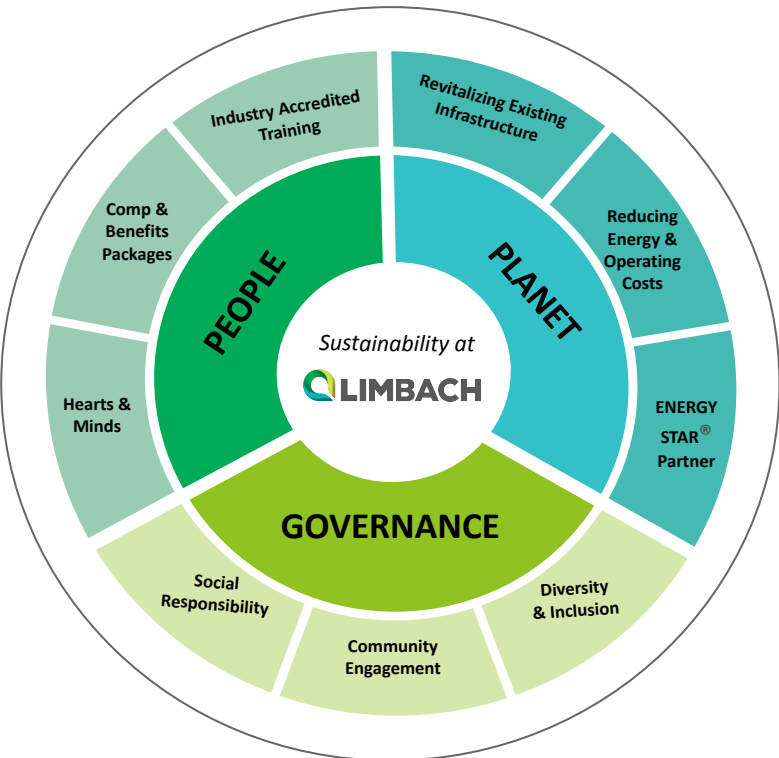 Sustainability at
LIMBACH
PEOPLE
Industry Accredited
Training
Comp &
Benefits
Packages
Hearts &
Minds
PLANET
Revitalizing Existing
Infrastructure
Reducing
Energy &
Operating
Costs
ENERGY
STAR®
Partner
GOVERNANCE
Social
Responsibility
Community
Engagement
Diversity
& Inclusion